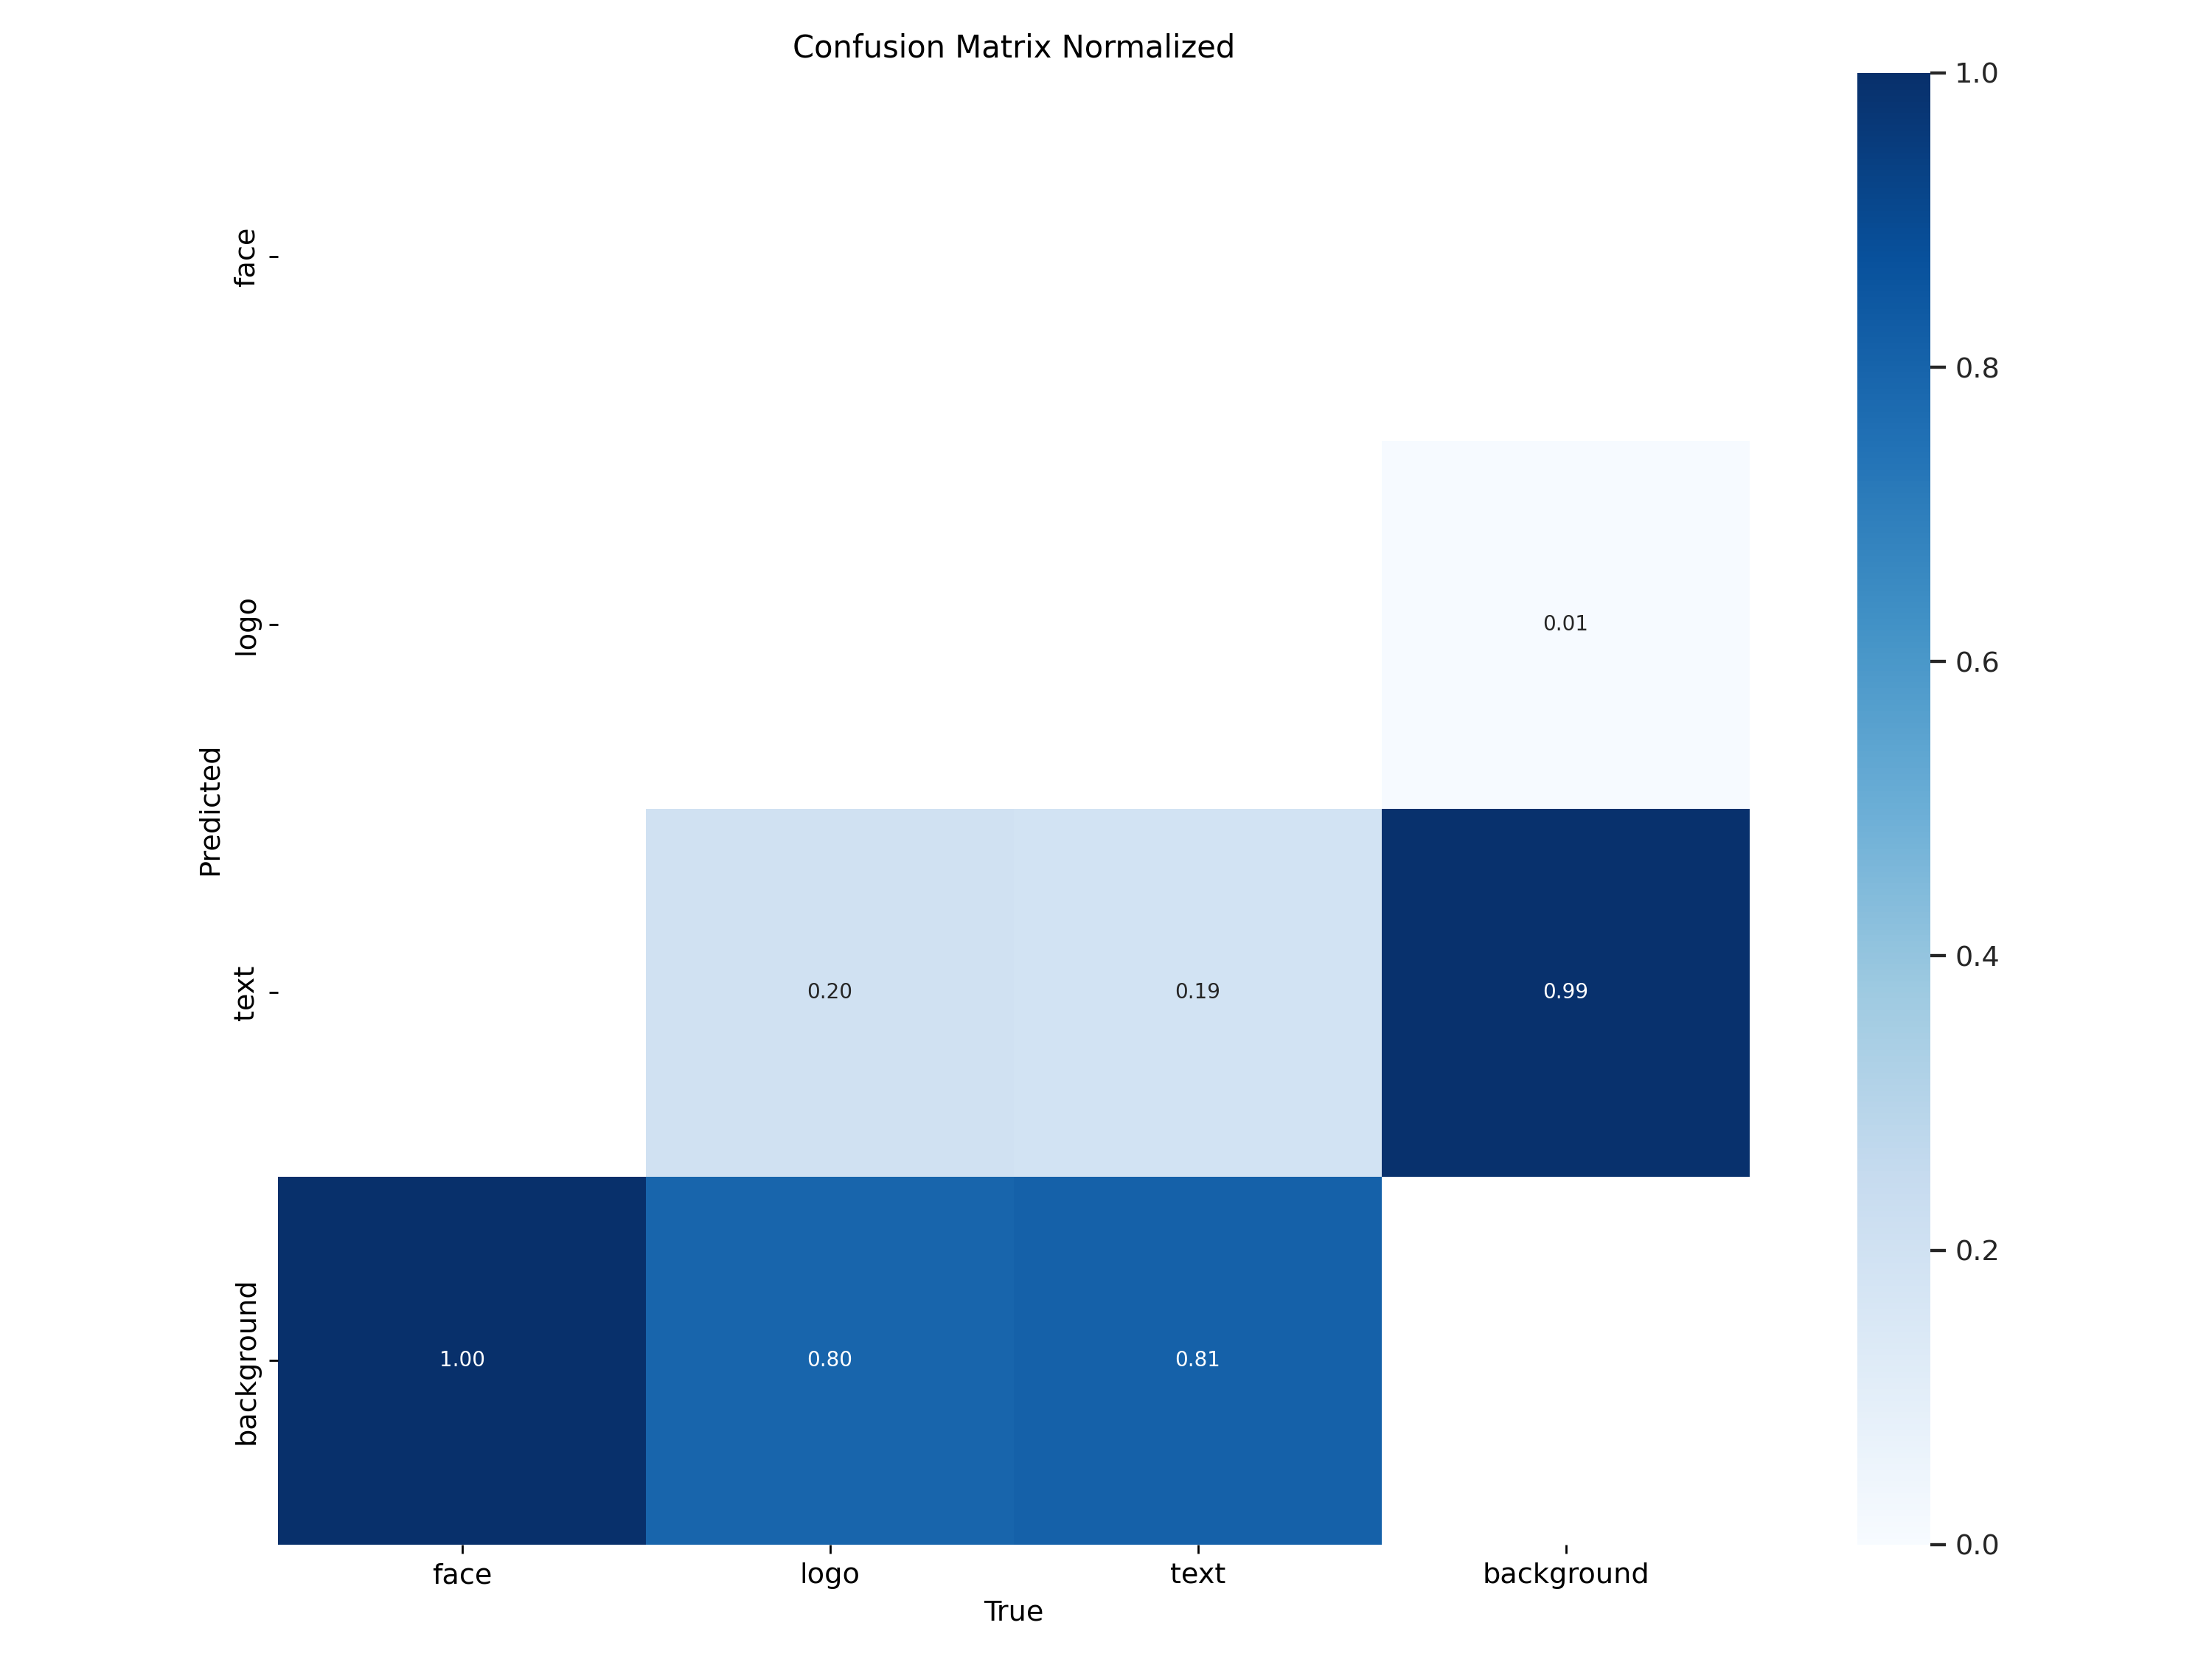 Confusion Matrix Normalized
1.0
0.8
0.6
0.4
0.2
0.0
Predicted
face
logo
0.01
text
0.20 0.19 0.99
background
1.00 0.80 0.81
face logo text background
True